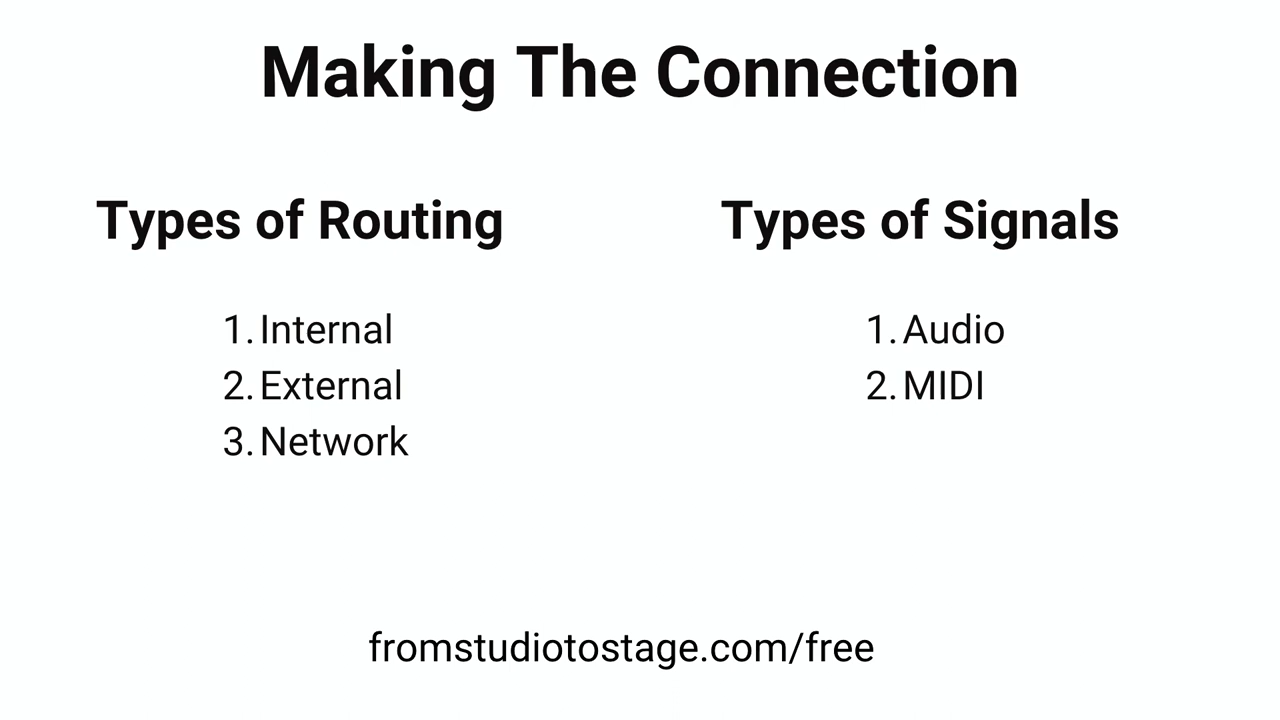 Making The Connection
Types of Routing
1. Internal
2. External
3. Network
Types of Signals
1. Audio
2. MIDI
fromstudiotostage.com/free